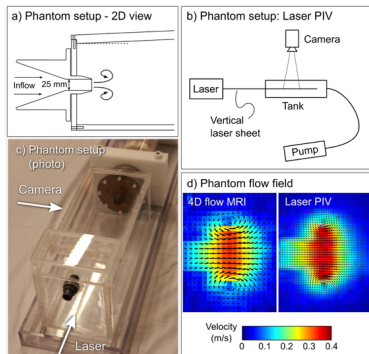 a) Phantom setup - 2D view
Inflow
25 mm
b) Phantom setup: Laser PIV
Camera
Laser
Tank
Vertical
laser sheet
Pump
c) Phantom setup
(photo)
Camera
Laser
d) Phantom flow field
4D flow MRI
Laser PIV
Velocity
(m/s)
0 0.1 0.2 0.3 0.4